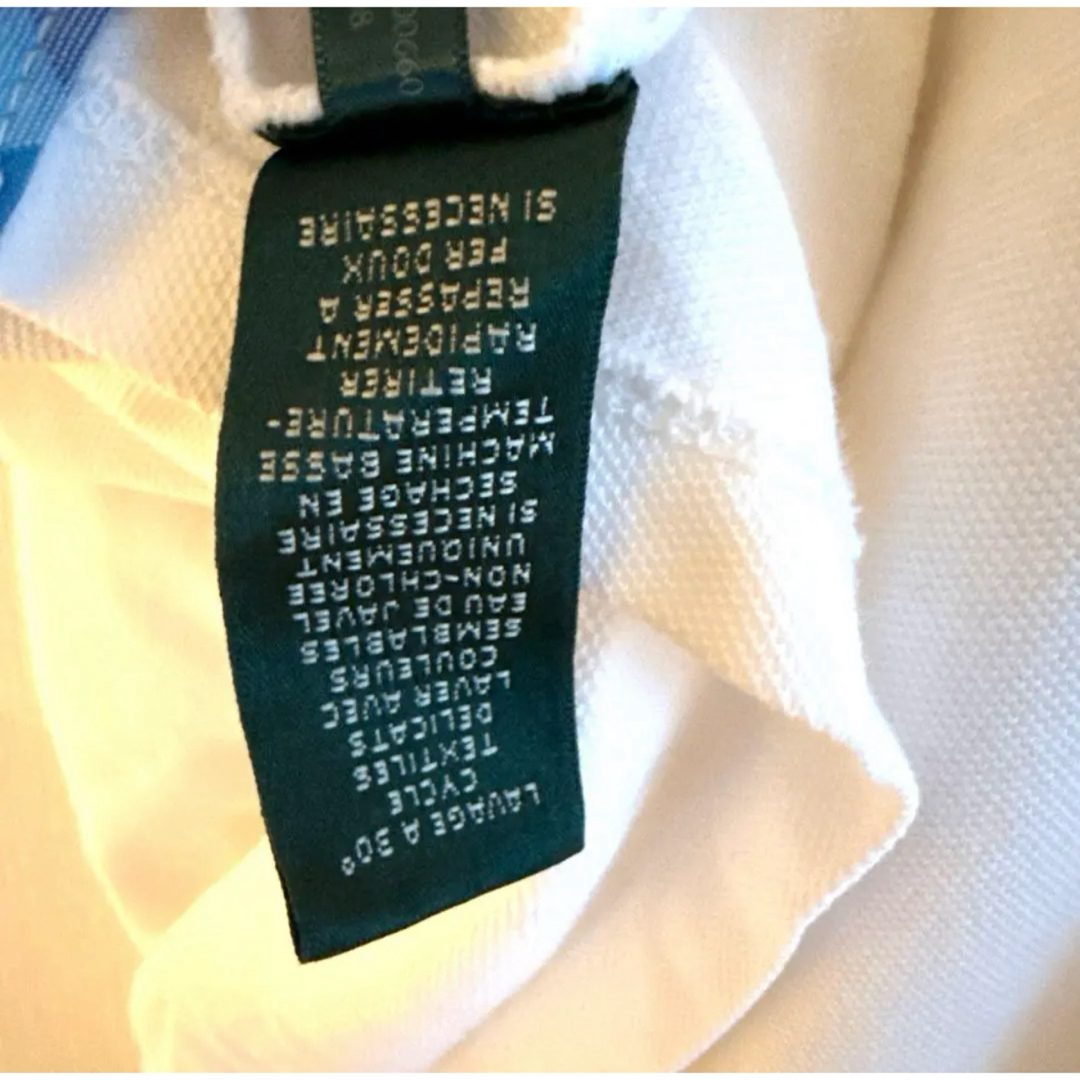 LAVAGE A 30°
CYCLE
TEXTILES
DELICATS
LAVER AVEC
COULEURS
SEMBLABLES
EAU DE JAVEL
NON-CHLOREE
UNIQUEMENT
SI NECESSAIRE
SECHAGE EN
MACHINE BASSE
TEMPERATURE-
RETIRER
RAPIDEMENT
REPASSER A
FER DOUX
SI NECESSAIRE